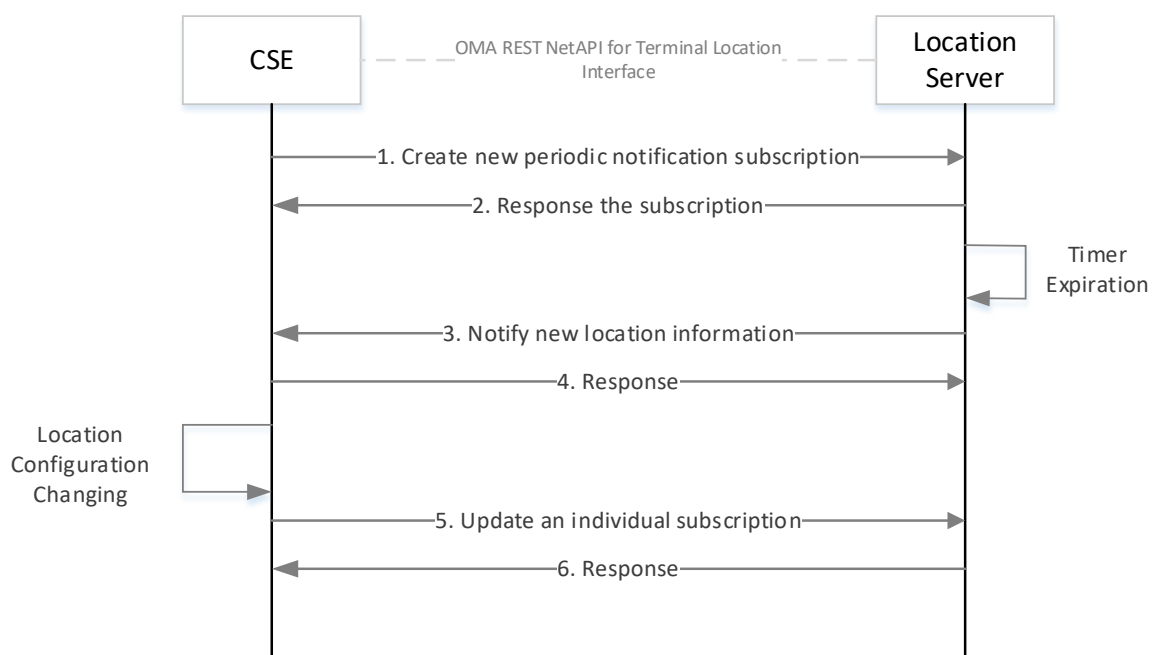 CSE
OMA REST NetAPI for Terminal Location
Interface
Location
Server
1. Create new periodic notification subscription
2. Response the subscription
Timer
Expiration
3. Notify new location information
4. Response
Location
Configuration
Changing
5. Update an individual subscription
6. Response